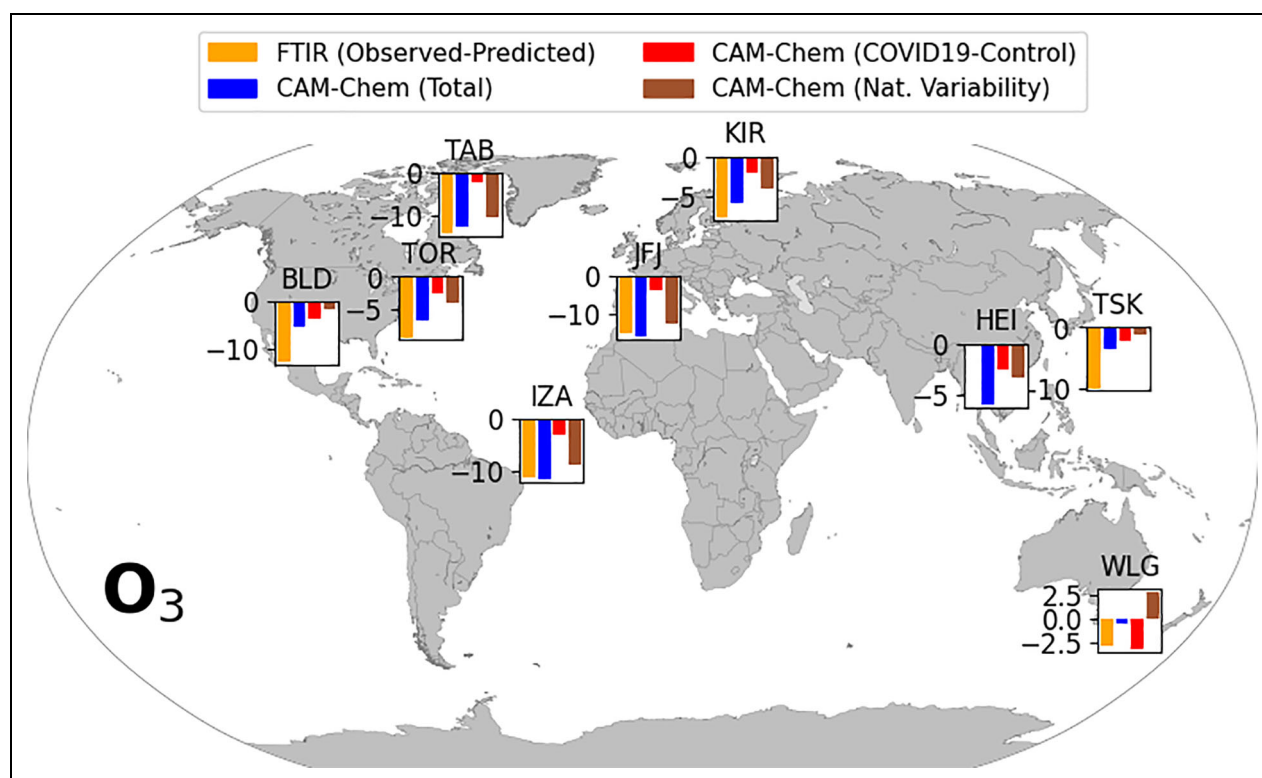 FTIR (Observed-Predicted)
CAM-Chem (Total)
CAM-Chem (COVID19-Control)
CAM-Chem (Nat. Variability)
KIR
0
−5
TAB
0
−10
TOR
0
−5
JFJ
0
−10
BLD
0
−10
HEI
0
−5
TSK
0
−10
IZA
0
−10
WLG
2.5
0.0
−2.5
O₃